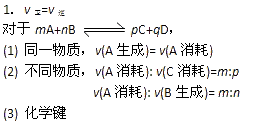 1. v正=v逆
对于 mA+nB ⇌ pC+qD,
(1) 同一物质，v(A 生成)= v(A 消耗)
(2) 不同物质，v(A 消耗): v(C 消耗)=m:p
v(A 消耗): v(B 生成)= m:n
(3) 化学键